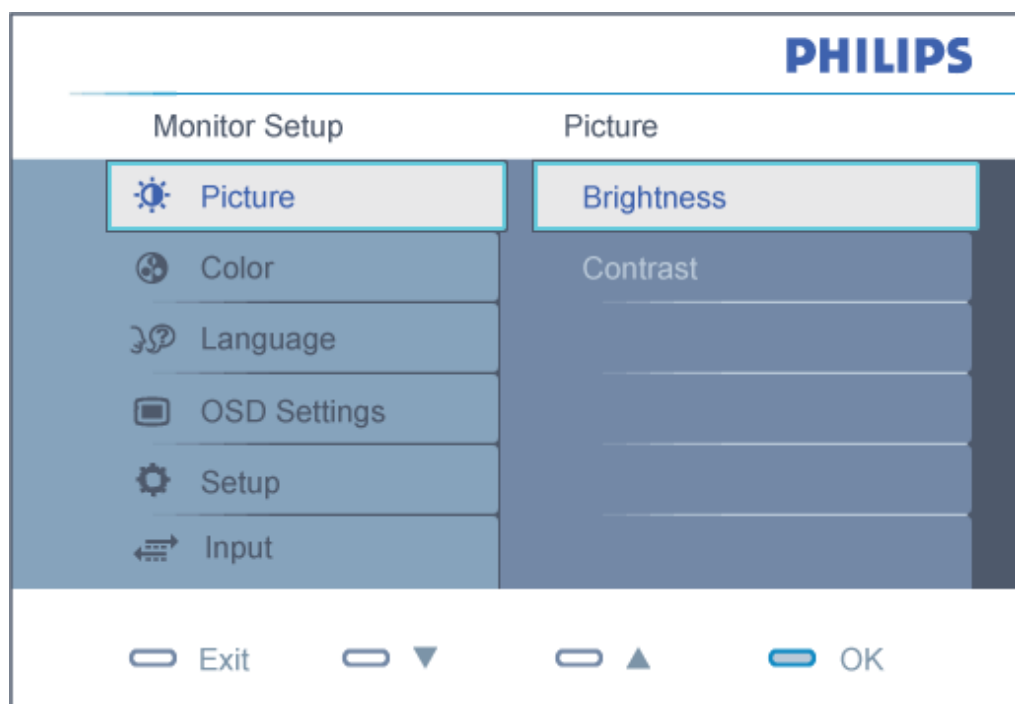 PHILIPS
Monitor Setup Picture
Picture Brightness
Color Contrast
Language
OSD Settings
Setup
Input
Exit ▼ ▲ OK